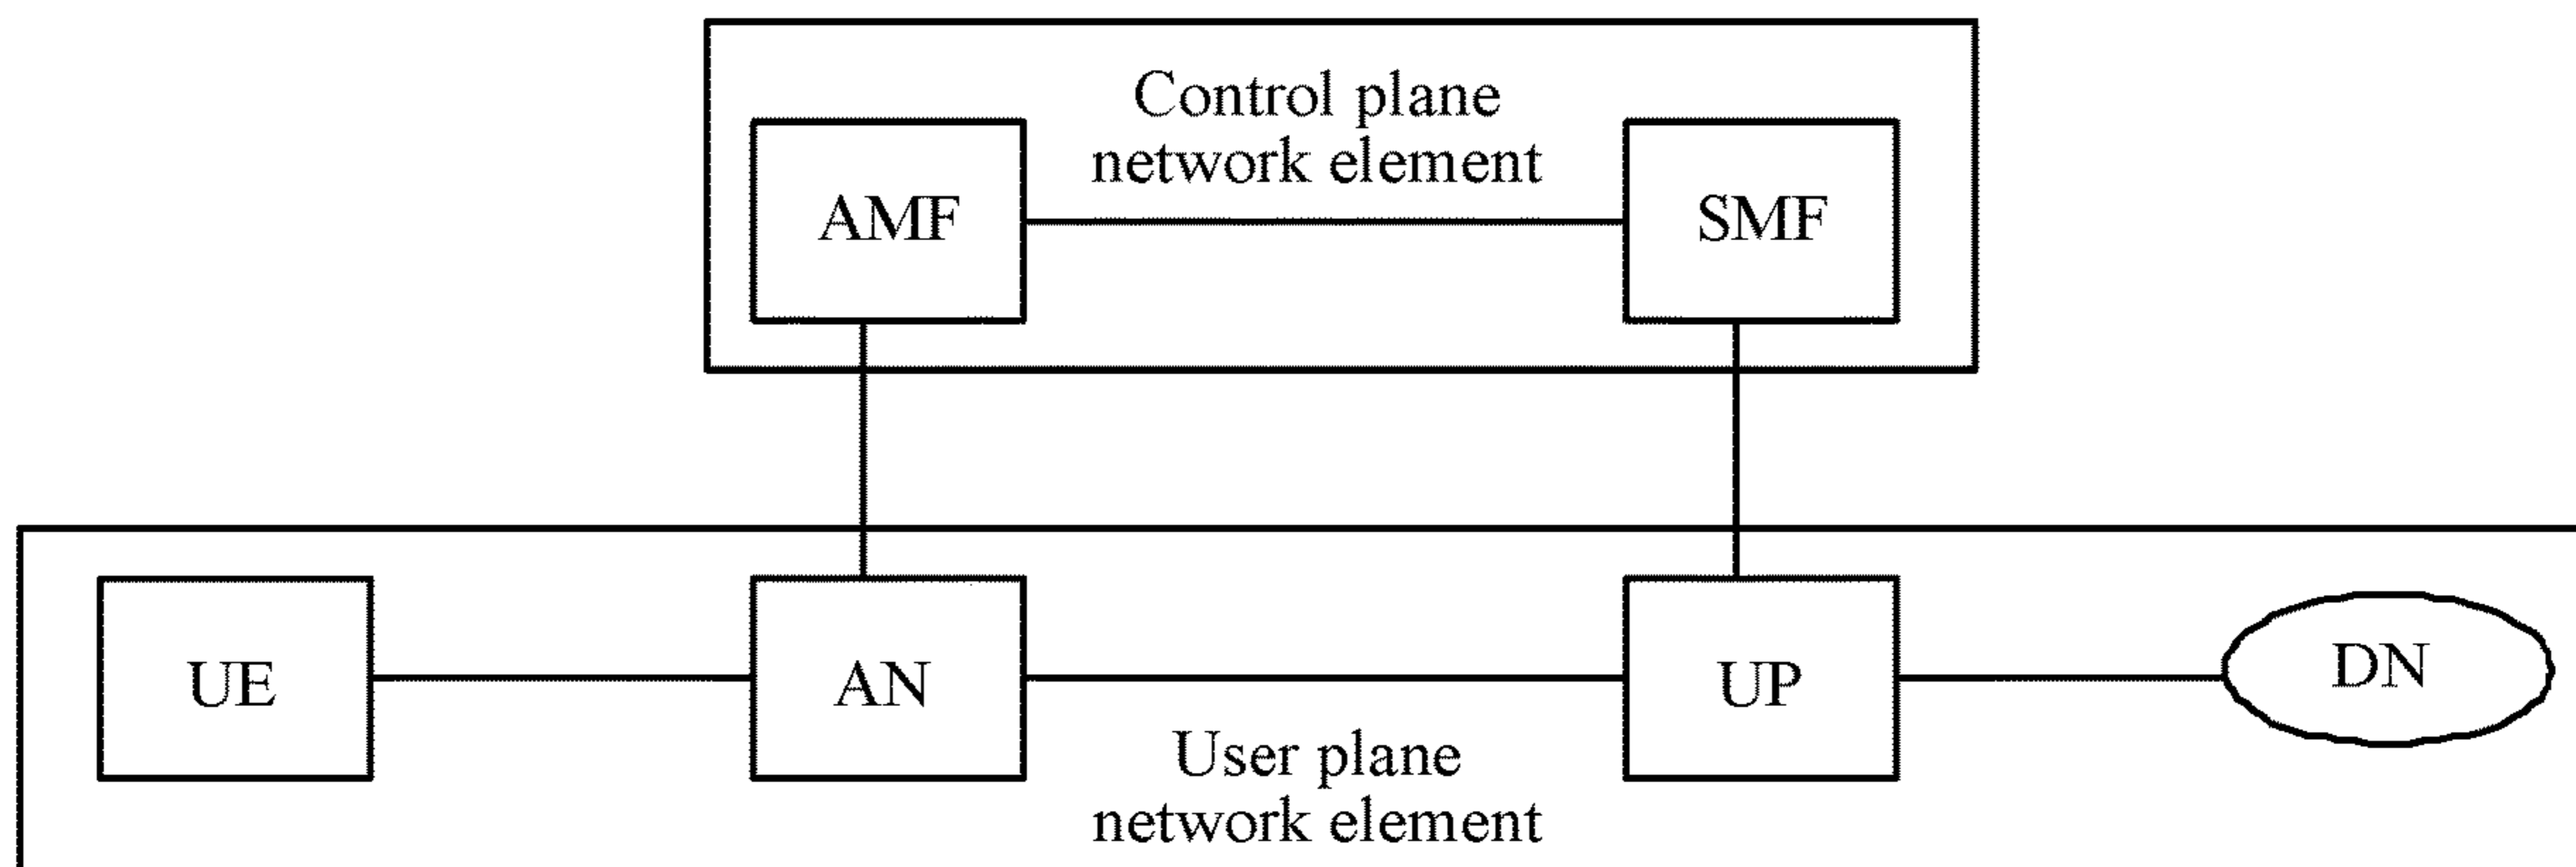 Control plane
network element
AMF
SMF
UE
AN
UP
DN
User plane
network element